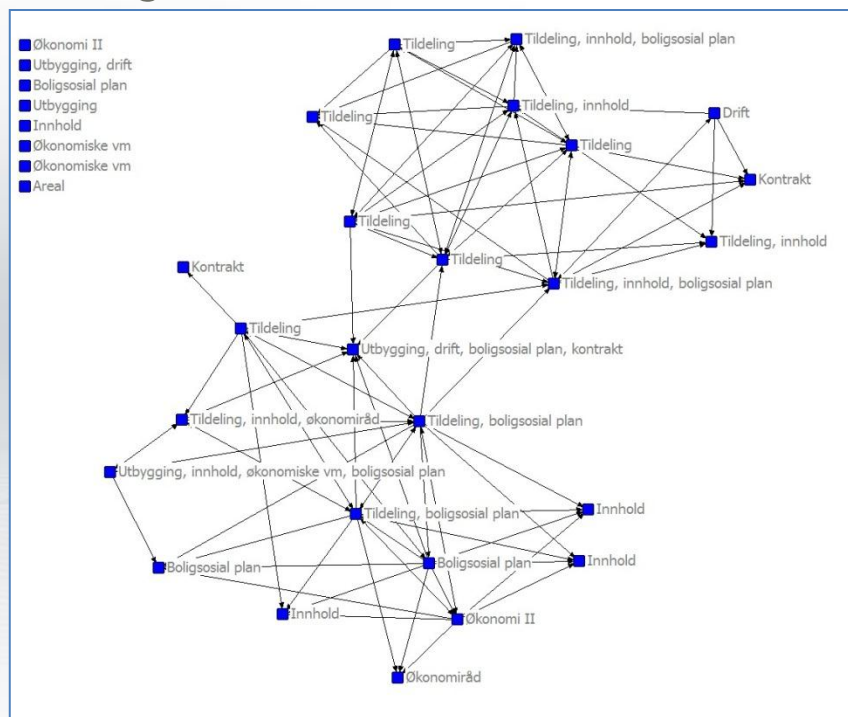 Økonomi II
Utbygging, drift
Boligsosial plan
Utbygging
Innhold
Økonomiske vm
Økonomiske vm
Areal
Tildeling
Tildeling, innhold, boligsosial plan
Tildeling, innhold
Tildeling
Drift
Tildeling
Kontrakt
Tildeling
Tildeling, innhold
Tildeling
Kontrakt
Tildeling, innhold, boligsosial plan
Tildeling
Utbygging, drift, boligsosial plan, kontrakt
Tildeling, innhold, økonomiråd
Tildeling, boligsosial plan
Utbygging, innhold, økonomiske vm, boligsosial plan
Tildeling, boligsosial plan
Innhold
Boligsosial plan
Boligsosial plan
Innhold
Innhold
Økonomi II
Økonomiråd